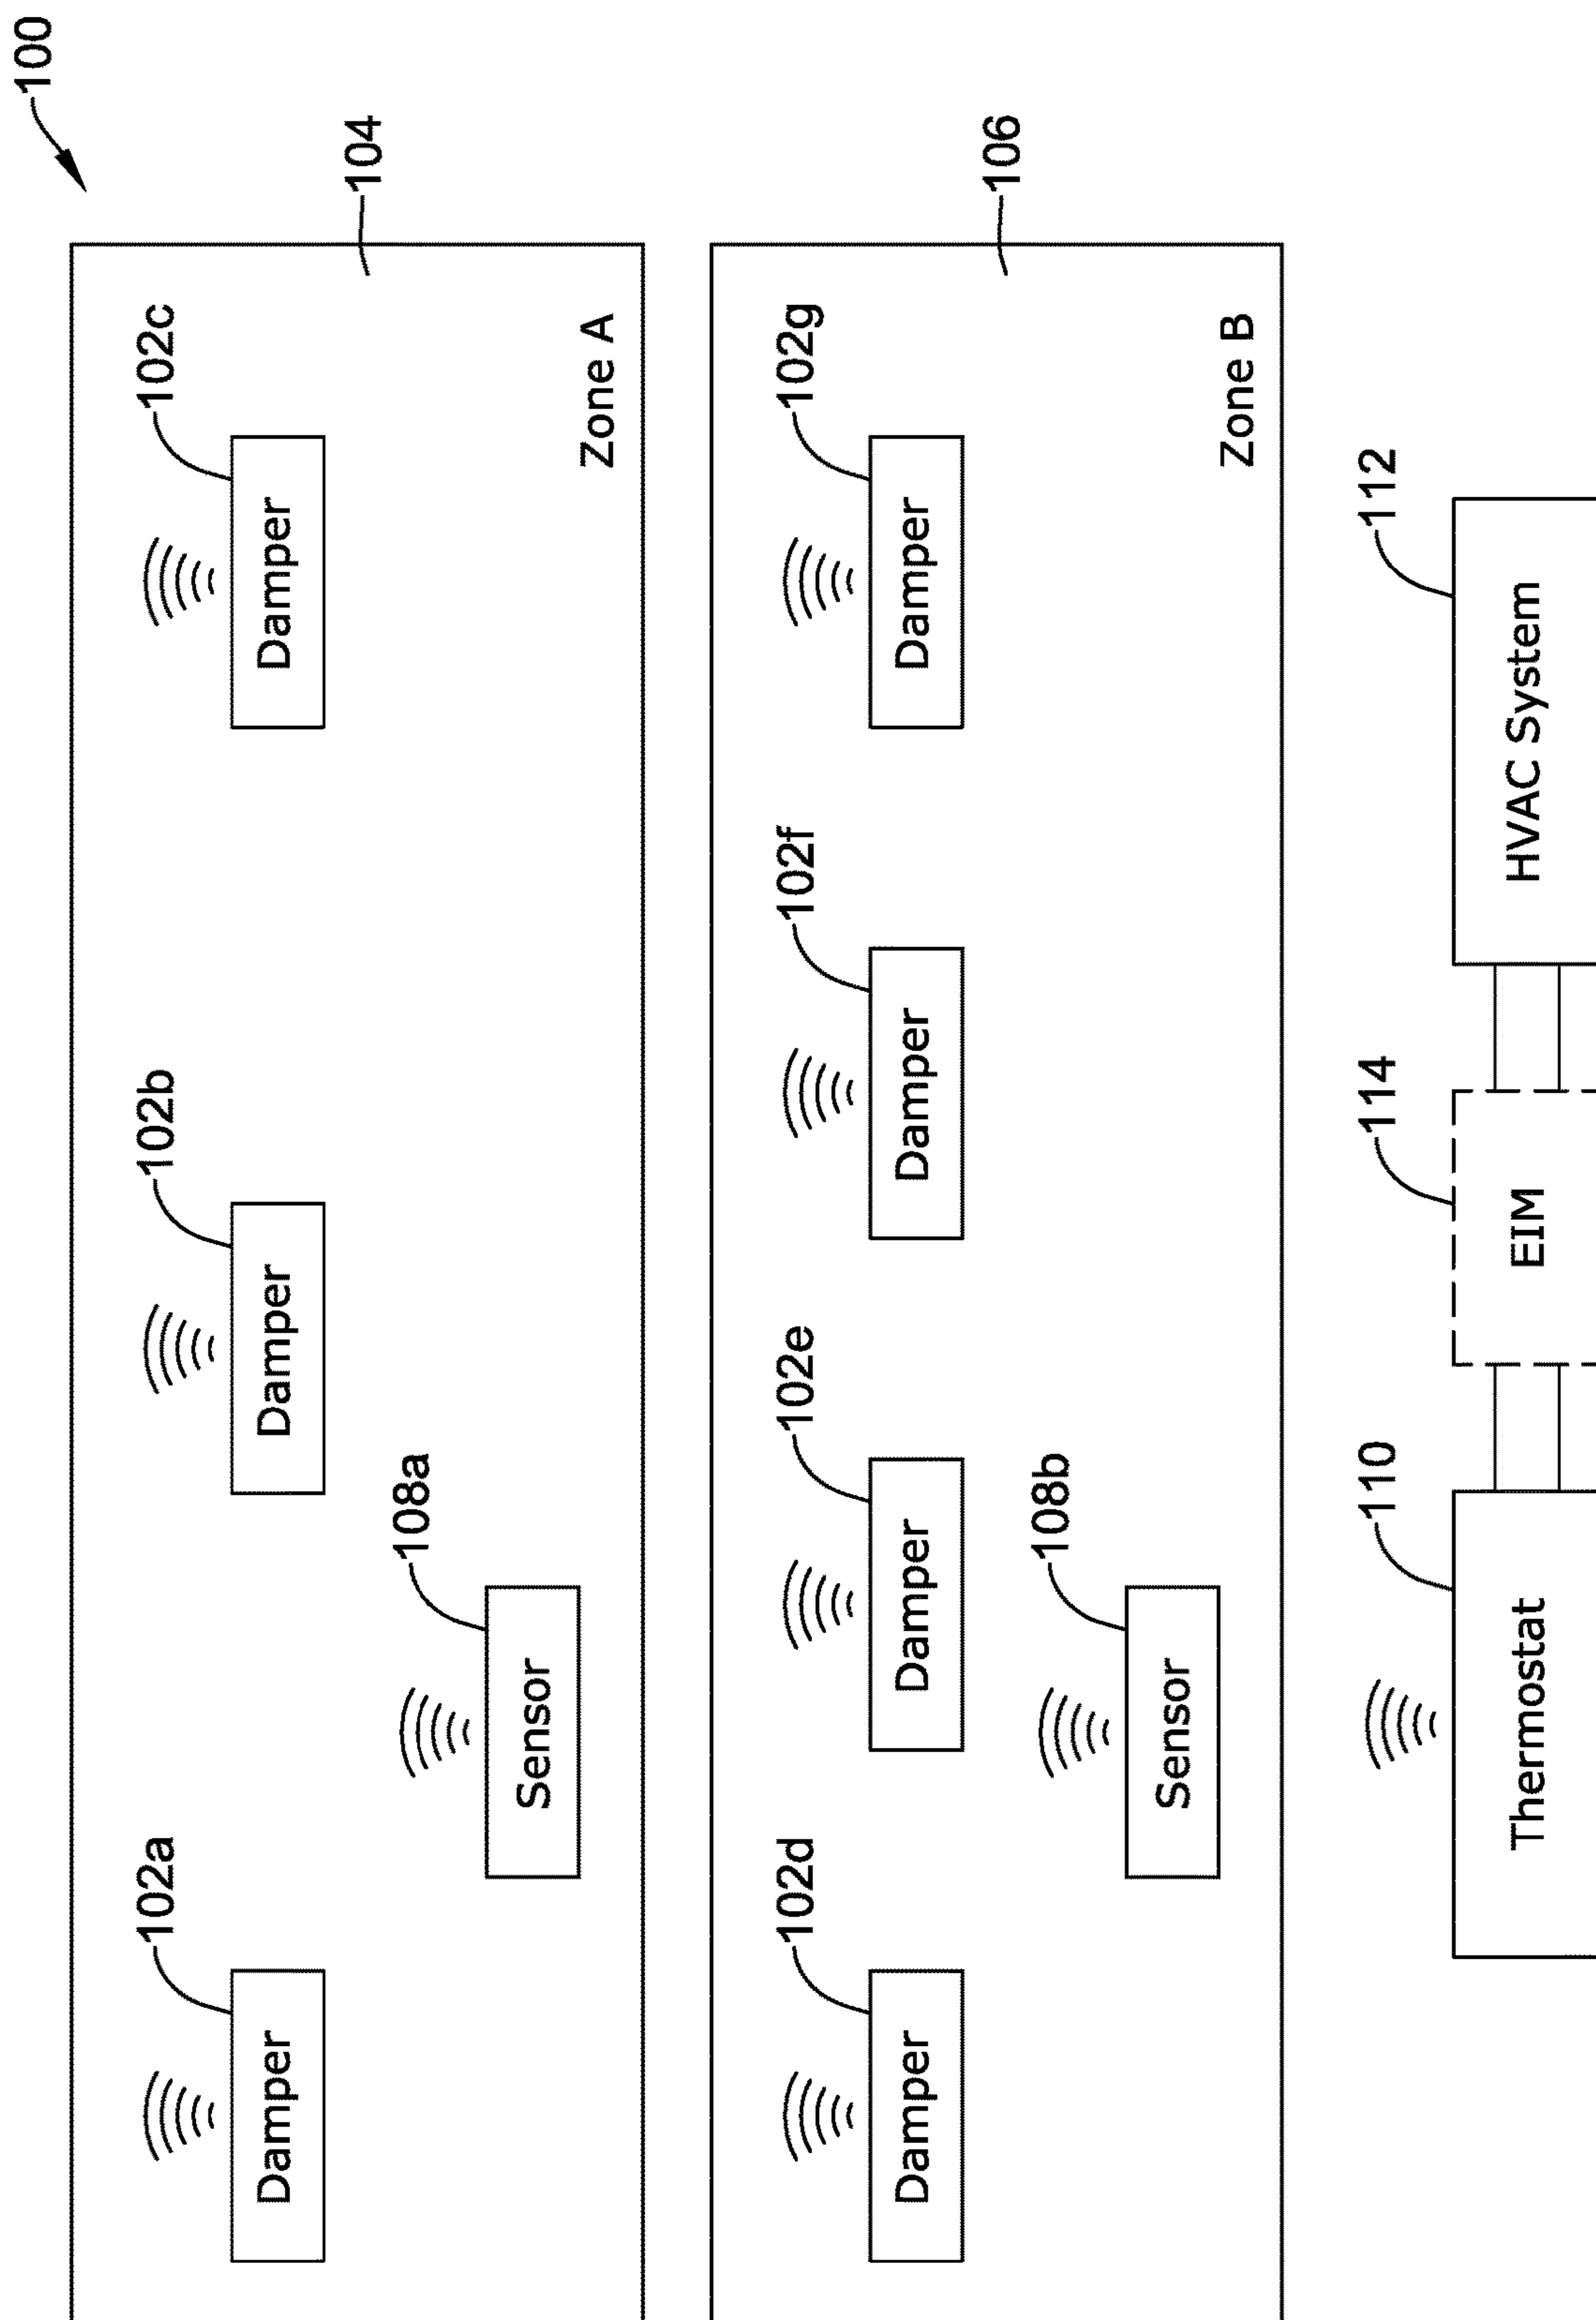 100
104
102a
102b
102c
Damper
Damper
Damper
108a
Sensor
Zone A
106
102d
102e
102f
102g
Damper
Damper
Damper
Damper
108b
Sensor
Zone B
110
114
112
Thermostat
EIM
HVAC System